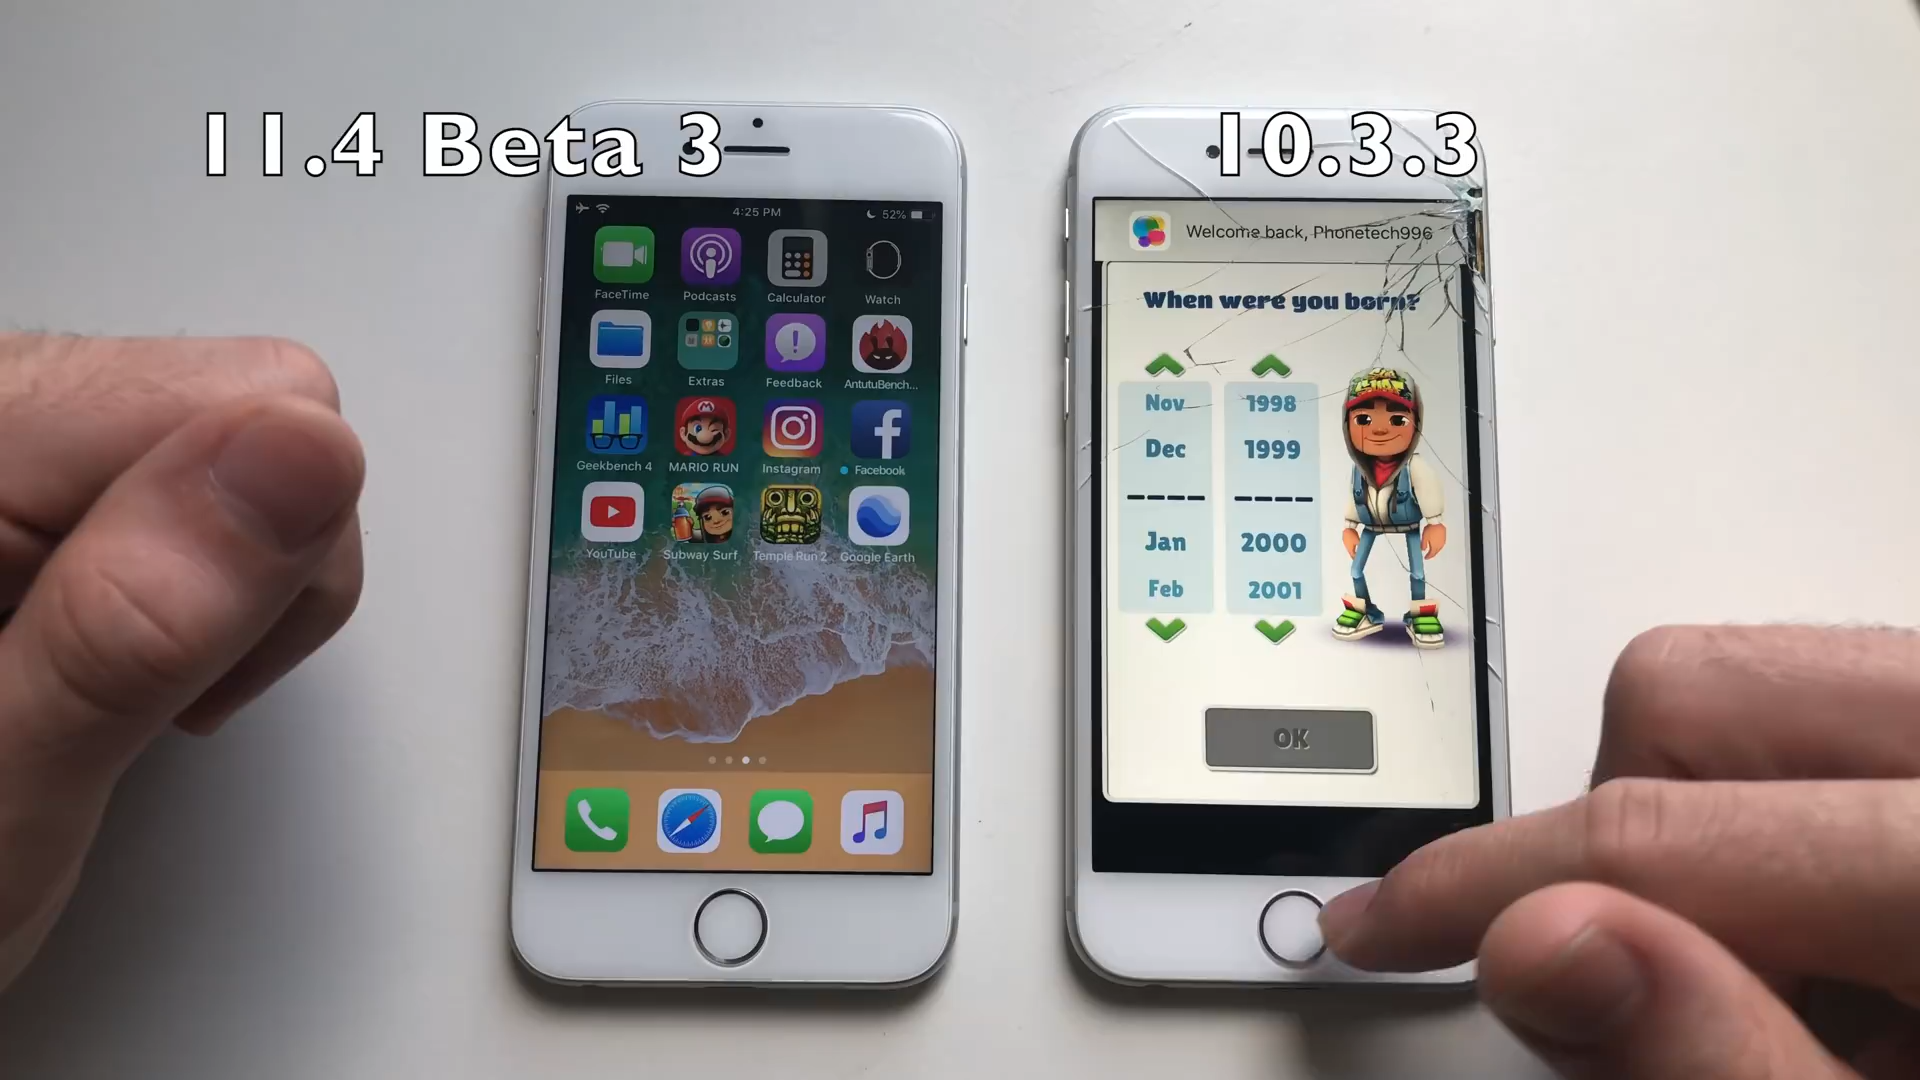 11.4 Beta 3
10.3.3
4:25 PM
52%
FaceTime
Podcasts
Calculator
Watch
Files
Extras
Feedback
AntutuBench...
Geekbench 4
MARIO RUN
Instagram
Facebook
YouTube
Subway Surf
Temple Run 2
Google Earth
Welcome back, Phonetech996
When were you born?
Nov 1998
Dec 1999
Jan 2000
Feb 2001
OK